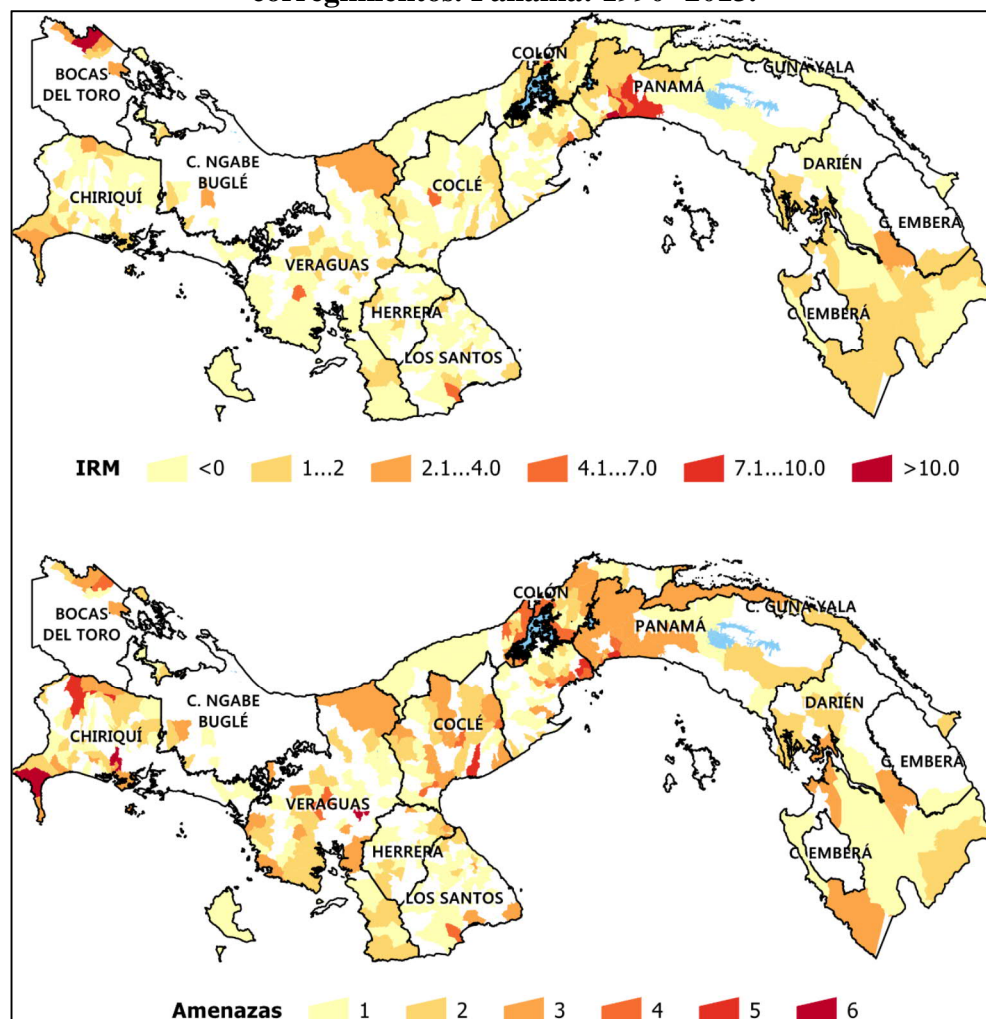 corregimientos. Panamá. 1990- 2013.
COLÓN
C. GUNA YALA
BOCAS
DEL TORO
PANAMÁ
C. NGABE
BUGLÉ
DARIÉN
CHIRIQUÍ
COCLÉ
C. EMBERÁ
VERAGUAS
HERRERA
C. EMBERÁ
LOS SANTOS
IRM <0 1...2 2.1...4.0 4.1...7.0 7.1...10.0 >10.0
COLÓN
C. GUNA YALA
BOCAS
DEL TORO
PANAMÁ
C. NGABE
BUGLÉ
DARIÉN
CHIRIQUÍ
COCLÉ
C. EMBERÁ
VERAGUAS
HERRERA
C. EMBERÁ
LOS SANTOS
Amenazas 1 2 3 4 5 6